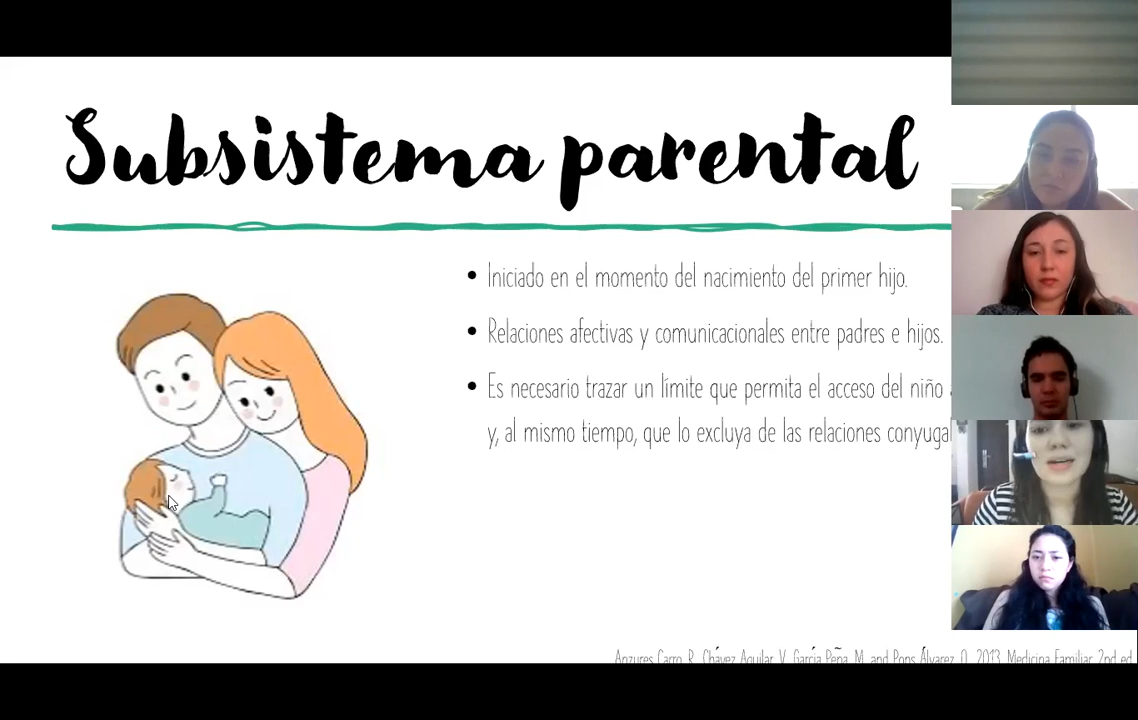 Subsistema parental
• Iniciado en el momento del nacimiento del primer hijo.
• Relaciones afectivas y comunicacionales entre padres e hijos.
• Es necesario trazar un límite que permita el acceso del niño
y, al mismo tiempo, que lo excluya de las relaciones
Anzures Carro, R., Chávez Aguilar, V., García Peña, M. and Pons Álvarez, O., 2013. Medicina Familiar. 2nd ed.